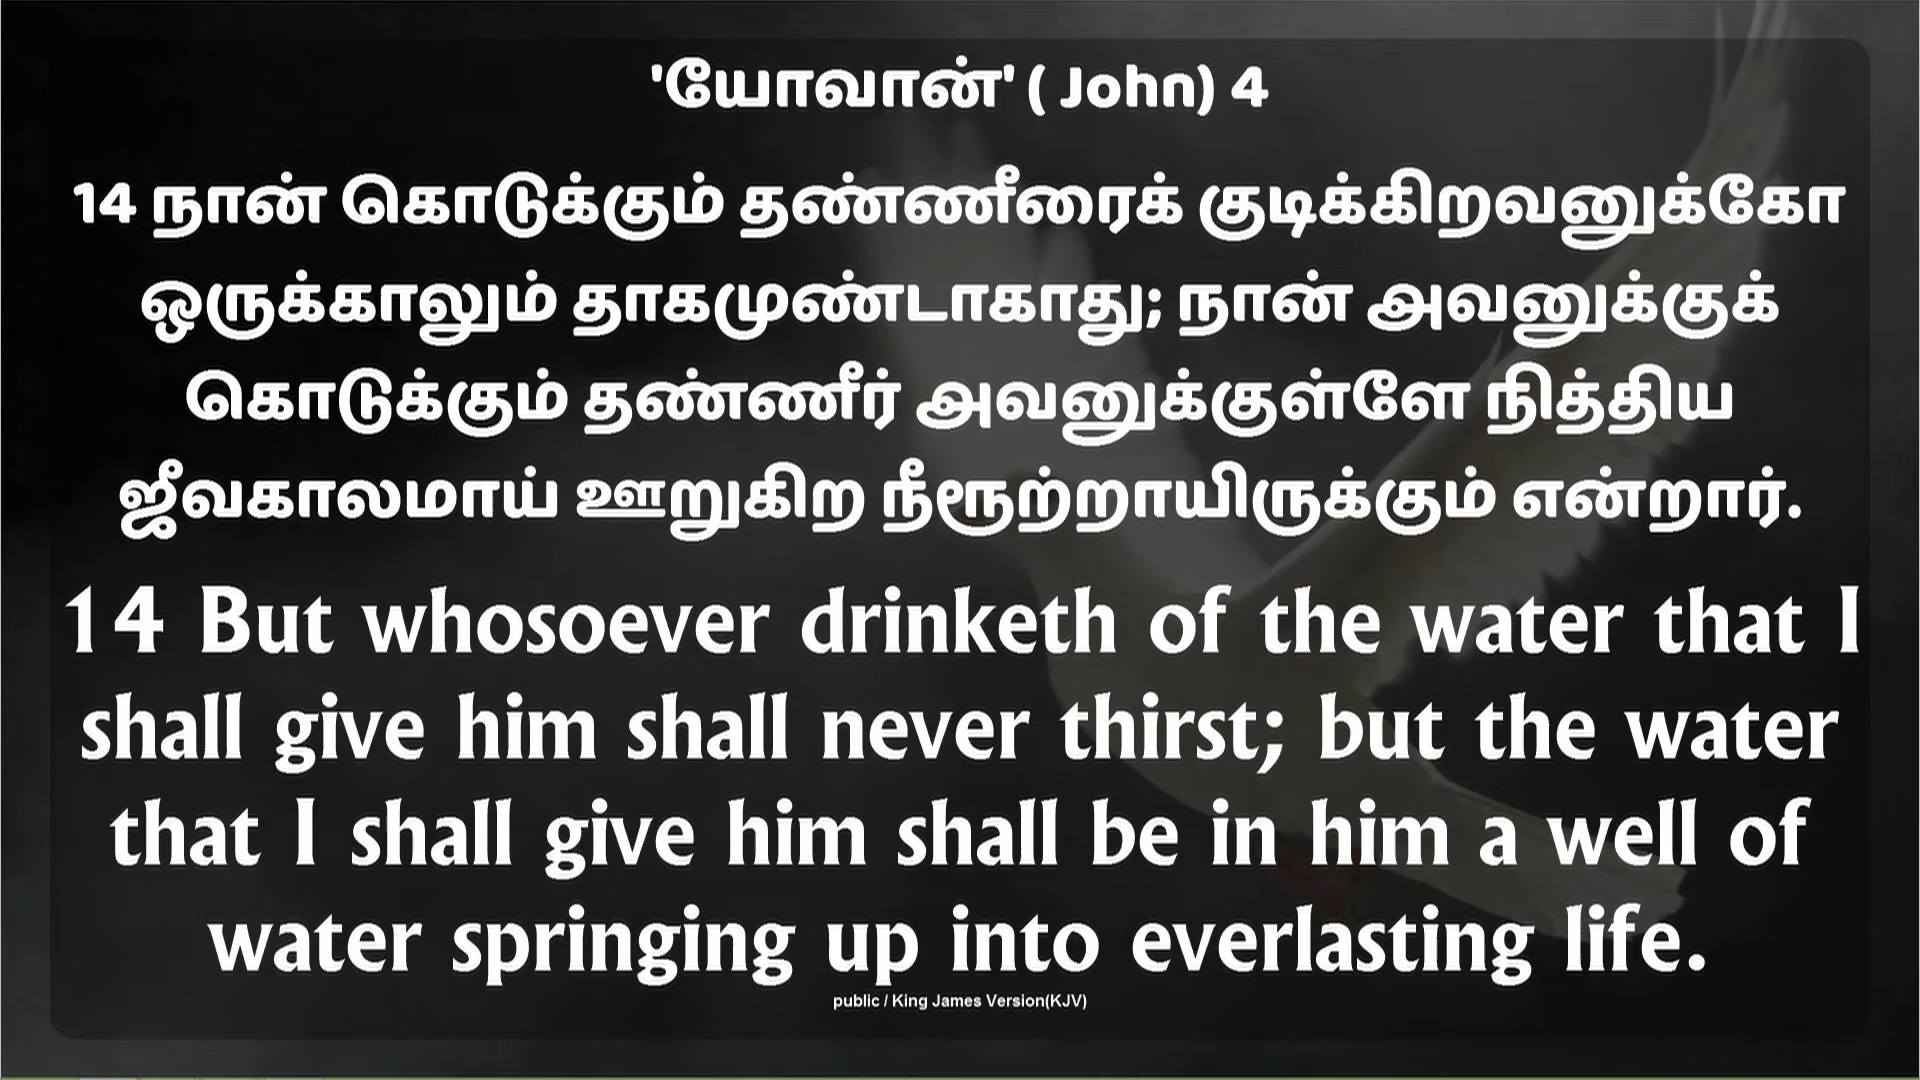 'யோவான்' ( John) 4
14 நான் கொடுக்கும் தண்ணீரைக் குடிக்கிறவனுக்கோ
ஒருக்காலும் தாகமுண்டாகாது; நான் அவனுக்குக்
கொடுக்கும் தண்ணீர் அவனுக்குள்ளே நித்திய
ஜீவகாலமாய் ஊறுகிற நீரூற்றாயிருக்கும் என்றார்.
14 But whosoever drinketh of the water that I
shall give him shall never thirst; but the water
that I shall give him shall be in him a well of
water springing up into everlasting life.
public / King James Version(KJV)